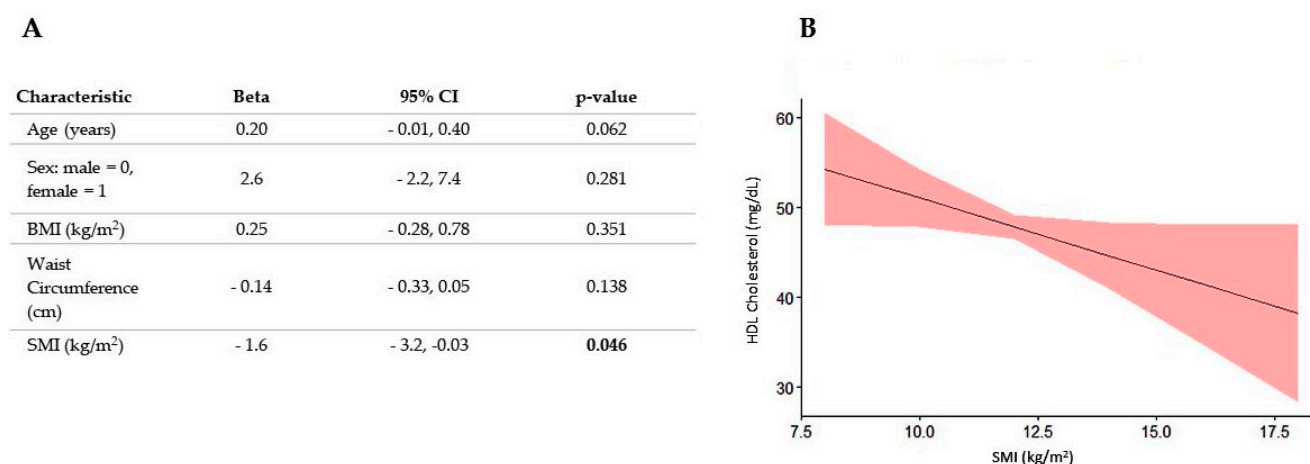 A
Characteristic Beta 95% CI p-value
Age (years) 0.20 - 0.01, 0.40 0.062
Sex: male = 0,
female = 1 2.6 - 2.2, 7.4 0.281
BMI (kg/m²) 0.25 - 0.28, 0.78 0.351
Waist
Circumference
(cm) - 0.14 - 0.33, 0.05 0.138
SMI (kg/m²) - 1.6 - 3.2, -0.03 0.046
B
HDL Cholesterol (mg/dL)
60
50
40
30
7.5 10.0 12.5 15.0 17.5
SMI (kg/m²)